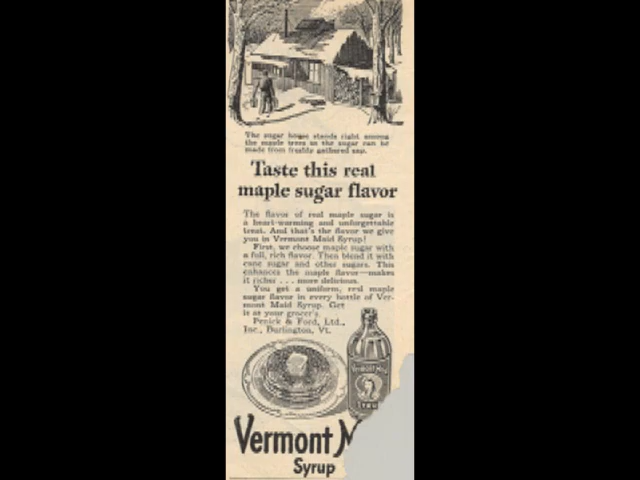 The sugar house stands right among
the maple trees so the sugar can be
made from freshly gathered sap.
Taste this real
maple sugar flavor
The flavor of real maple sugar is
a heart-warming and unforgettable
treat. And that's the flavor we give
you in Vermont Maid Syrup!
First, we choose maple sugar with
a full, rich flavor. Then blend it with
cane sugar and other sugars. This
enhances the maple flavor—makes
it richer . . . more delicious.
You get a uniform, real maple
sugar flavor in every bottle of Ver-
mont Maid Syrup. Get
it at your grocer's.
Penick & Ford, Ltd.,
Inc., Burlington, Vt.
Vermont
Vermont M
Syrup